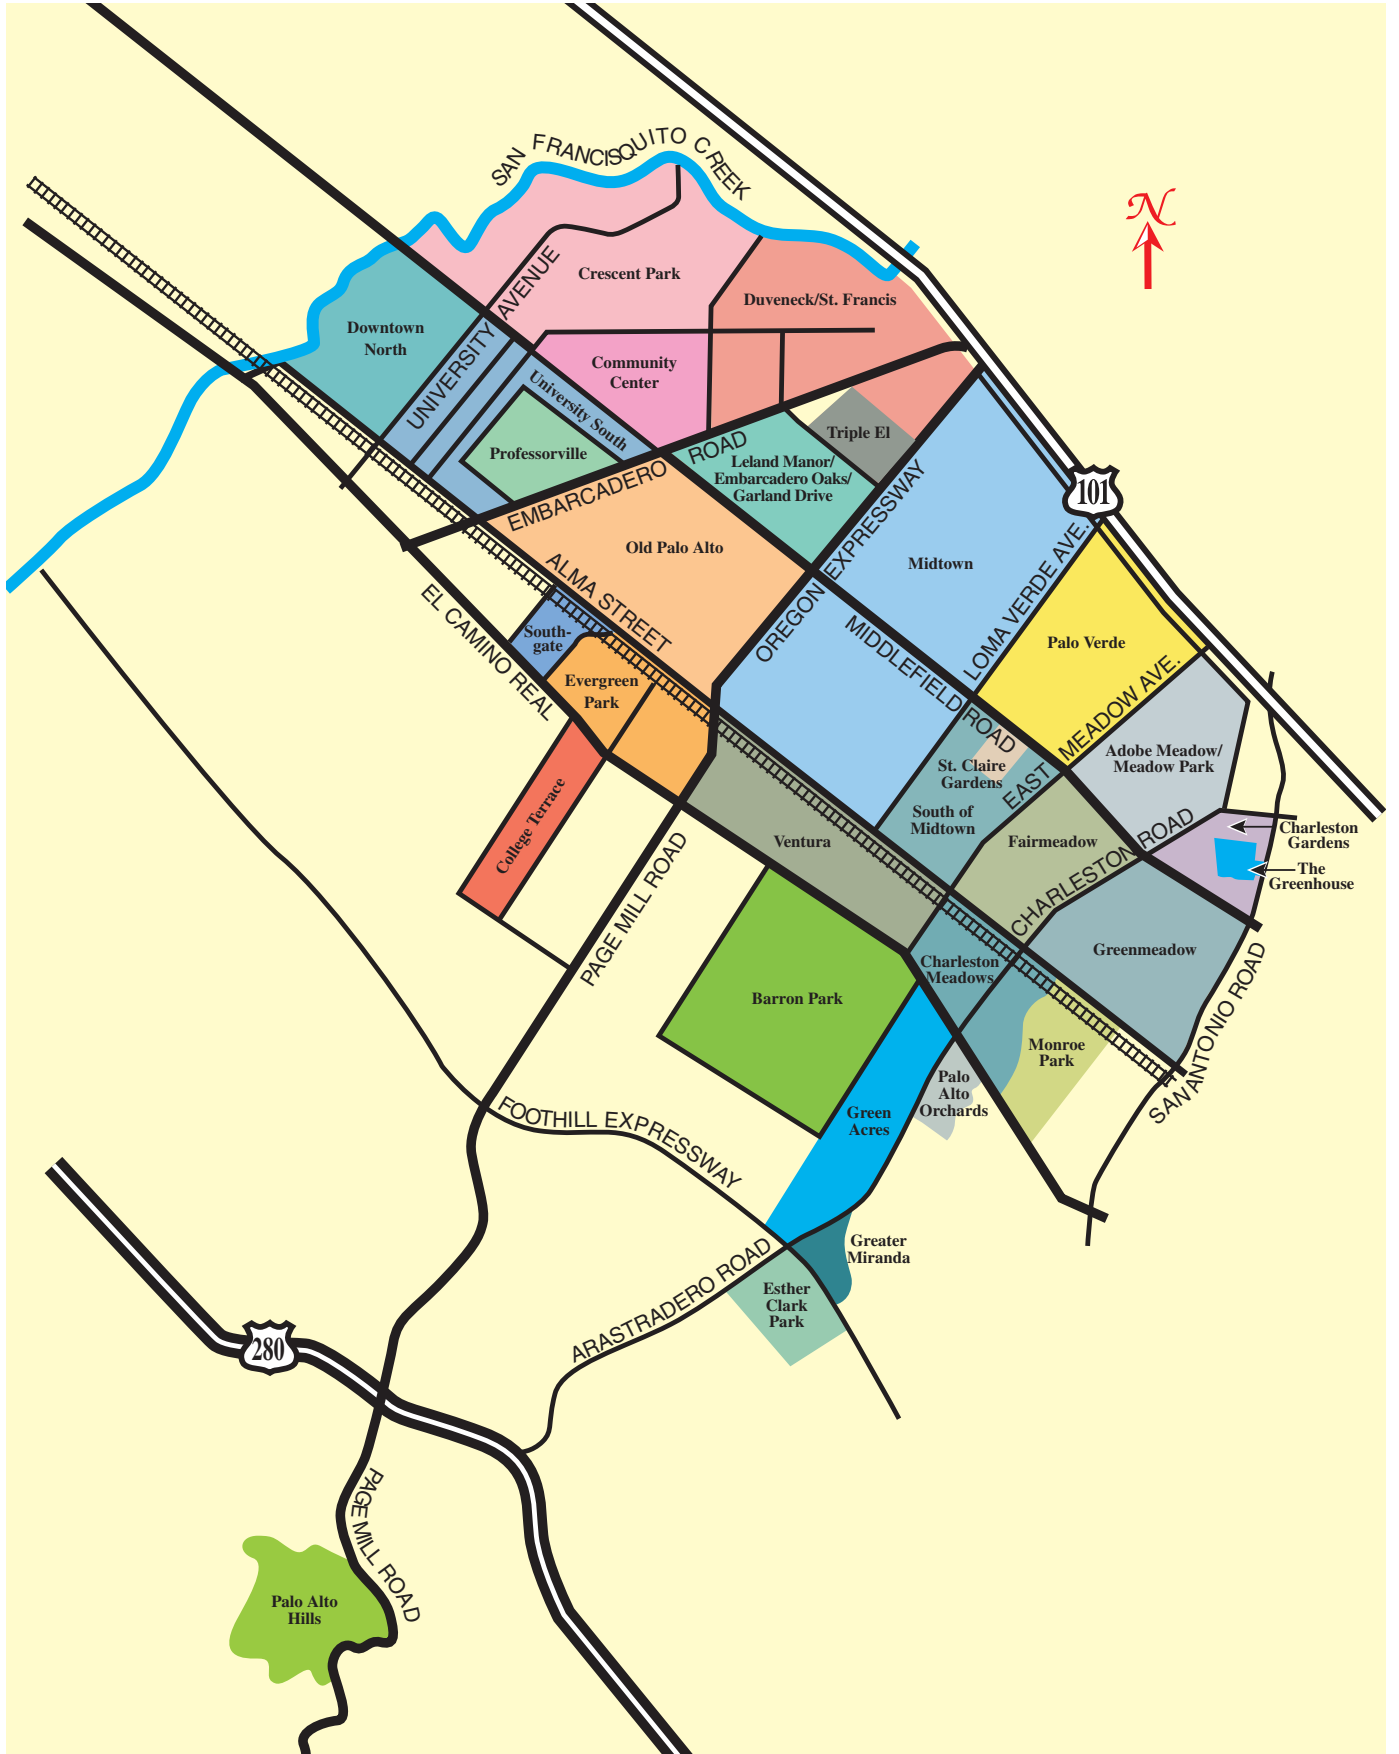 SAN FRANCISQUITO CREEK
N
Crescent Park
UNIVERSITY AVENUE
Duveneck/St. Francis
Downtown
North
Community
Center
University South
Professorville
Triple El
EMBARCADERO ROAD
Leland Manor/
Embarcadero Oaks/
Garland Drive
101
Old Palo Alto
OREGON EXPRESSWAY
Midtown
LOMA VERDE AVE.
ALMA STREET
EL CAMINO REAL
South-
gate
MIDDLEFIELD ROAD
Palo Verde
Evergreen
Park
EAST MEADOW AVE.
Adobe Meadow/
Meadow Park
St. Claire
Gardens
South of
Midtown
College Terrace
Ventura
Fairmeadow
CHARLESTON ROAD
Charleston
Gardens
The
Greenhouse
PAGE MILL ROAD
Greenmeadow
Charleston
Meadows
Barron Park
SAN ANTONIO ROAD
Monroe
Park
Palo
Alto
Orchards
Green
Acres
FOOTHILL EXPRESSWAY
Greater
Miranda
ARASTRADERO ROAD
Esther
Clark
Park
280
PAGE MILL ROAD
Palo Alto
Hills